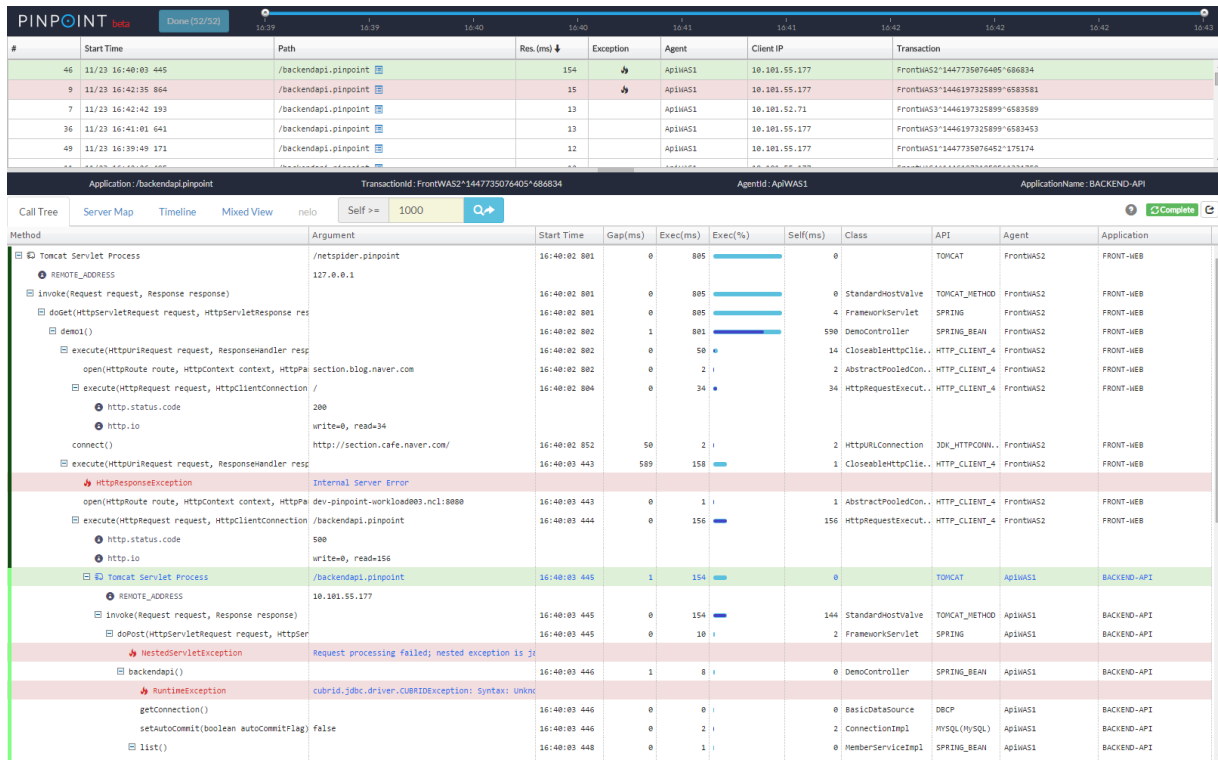 PINPOINT beta Done (52/52)
16:39 16:39 16:40 16:40 16:41 16:41 16:42 16:42 16:42 16:43
# Start Time Path Res. (ms) Exception Agent Client IP Transaction
46 11/23 16:40:03 445 /backendapi.pinpoint 154 ApiWAS1 10.101.55.177 FrontWAS2^1447735076405^686834
9 11/23 16:42:35 864 /backendapi.pinpoint 15 ApiWAS1 10.101.55.177 FrontWAS3^1446197325899^6583581
7 11/23 16:42:42 193 /backendapi.pinpoint 13 ApiWAS1 10.101.52.71 FrontWAS3^1446197325899^6583589
36 11/23 16:41:01 641 /backendapi.pinpoint 13 ApiWAS1 10.101.55.177 FrontWAS3^1446197325899^6583453
49 11/23 16:39:49 171 /backendapi.pinpoint 12 ApiWAS1 10.101.55.177 FrontWAS1^1447735076452^175174
Application : /backendapi.pinpoint TransactionId : FrontWAS2^1447735076405^686834 AgentId : ApiWAS1 ApplicationName : BACKEND-API
Call Tree Server Map Timeline Mixed View nelo Self >= 1000 Complete
Method Argument Start Time Gap(ms) Exec(ms) Exec(%) Self(ms) Class API Agent Application
Tomcat Servlet Process /netspider.pinpoint 16:40:02 801 0 805 0 TOMCAT FrontWAS2 FRONT-WEB
REMOTE_ADDRESS 127.0.0.1
invoke(Request request, Response response) 16:40:02 801 0 805 0 StandardHostValve TOMCAT_METHOD FrontWAS2 FRONT-WEB
doGet(HttpServletRequest request, HttpServletResponse res 16:40:02 801 0 805 4 FrameworkServlet SPRING FrontWAS2 FRONT-WEB
demo1() 16:40:02 802 1 801 590 DemoController SPRING_BEAN FrontWAS2 FRONT-WEB
execute(HttpUriRequest request, ResponseHandler resp 16:40:02 802 0 50 14 CloseableHttpClie.. HTTP_CLIENT_4 FrontWAS2 FRONT-WEB
open(HttpRoute route, HttpContext context, HttpPa section.blog.naver.com 16:40:02 802 0 2 2 AbstractPooledCon.. HTTP_CLIENT_4 FrontWAS2 FRONT-WEB
execute(HttpRequest request, HttpClientConnection / 16:40:02 804 0 34 34 HttpRequestExecut.. HTTP_CLIENT_4 FrontWAS2 FRONT-WEB
http.status.code 200
http.io write=0, read=34
connect() http://section.cafe.naver.com/ 16:40:02 852 50 2 2 HttpURLConnection JDK_HTTPCONN.. FrontWAS2 FRONT-WEB
execute(HttpUriRequest request, ResponseHandler resp 16:40:03 443 589 158 1 CloseableHttpClie.. HTTP_CLIENT_4 FrontWAS2 FRONT-WEB
HttpResponseException Internal Server Error
open(HttpRoute route, HttpContext context, HttpPa dev-pinpoint-workload003.ncl:8080 16:40:03 443 0 1 1 AbstractPooledCon.. HTTP_CLIENT_4 FrontWAS2 FRONT-WEB
execute(HttpRequest request, HttpClientConnection /backendapi.pinpoint 16:40:03 444 0 156 156 HttpRequestExecut.. HTTP_CLIENT_4 FrontWAS2 FRONT-WEB
http.status.code 500
http.io write=0, read=156
Tomcat Servlet Process /backendapi.pinpoint 16:40:03 445 1 154 0 TOMCAT ApiWAS1 BACKEND-API
REMOTE_ADDRESS 10.101.55.177
invoke(Request request, Response response) 16:40:03 445 0 154 144 StandardHostValve TOMCAT_METHOD ApiWAS1 BACKEND-API
doPost(HttpServletRequest request, HttpSer 16:40:03 445 0 10 2 FrameworkServlet SPRING ApiWAS1 BACKEND-API
NestedServletException Request processing failed; nested exception is ja
backendapi() 16:40:03 446 1 8 0 DemoController SPRING_BEAN ApiWAS1 BACKEND-API
RuntimeException cubrid.jdbc.driver.CUBRIDException: Syntax: Unkno
getConnection() 16:40:03 446 0 0 0 BasicDataSource DBCP ApiWAS1 BACKEND-API
setAutoCommit(boolean autoCommitFlag) false 16:40:03 446 0 2 2 ConnectionImpl MYSQL(MySQL) ApiWAS1 BACKEND-API
list() 16:40:03 448 0 1 0 MemberServiceImpl SPRING_BEAN ApiWAS1 BACKEND-API